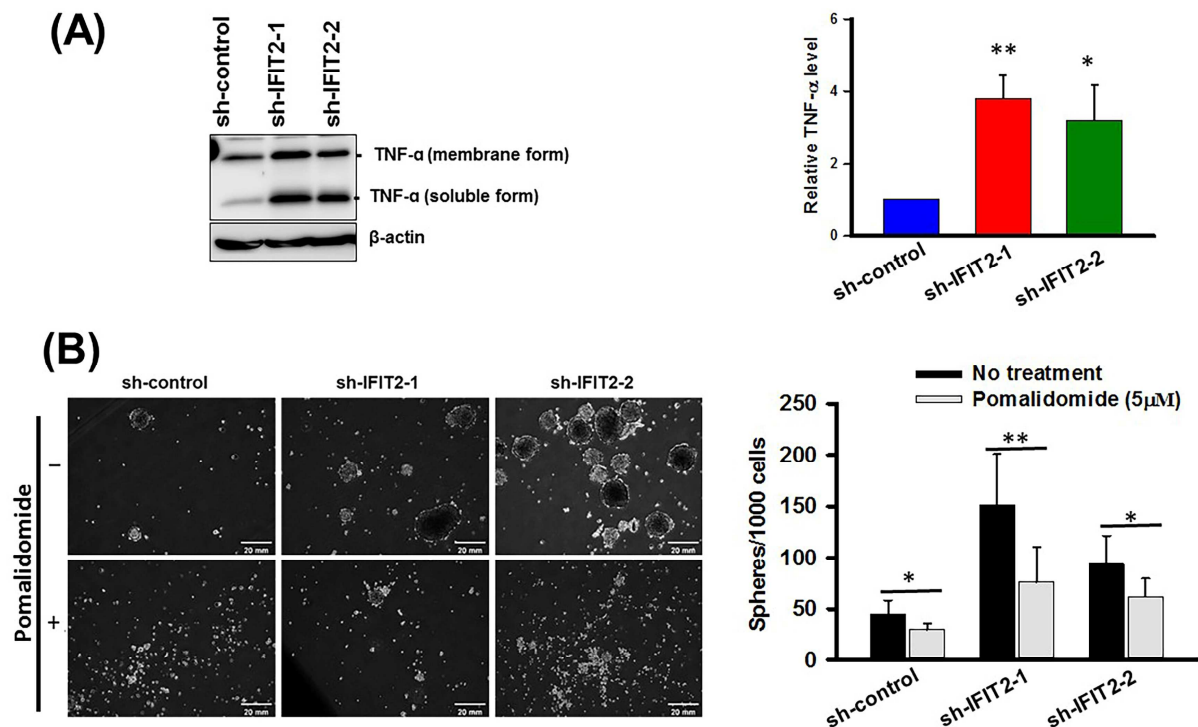 (A)
sh-control
sh-IFIT2-1
sh-IFIT2-2
TNF-α (membrane form)
TNF-α (soluble form)
β-actin
Relative TNF-α level
6
4
2
0
**
*
sh-control
sh-IFIT2-1
sh-IFIT2-2
(B)
sh-control
sh-IFIT2-1
sh-IFIT2-2
Pomalidomide
−
+
20 mm
20 mm
20 mm
20 mm
20 mm
20 mm
No treatment
Pomalidomide (5μM)
Spheres/1000 cells
250
200
150
100
50
0
*
**
*
sh-control
sh-IFIT2-1
sh-IFIT2-2